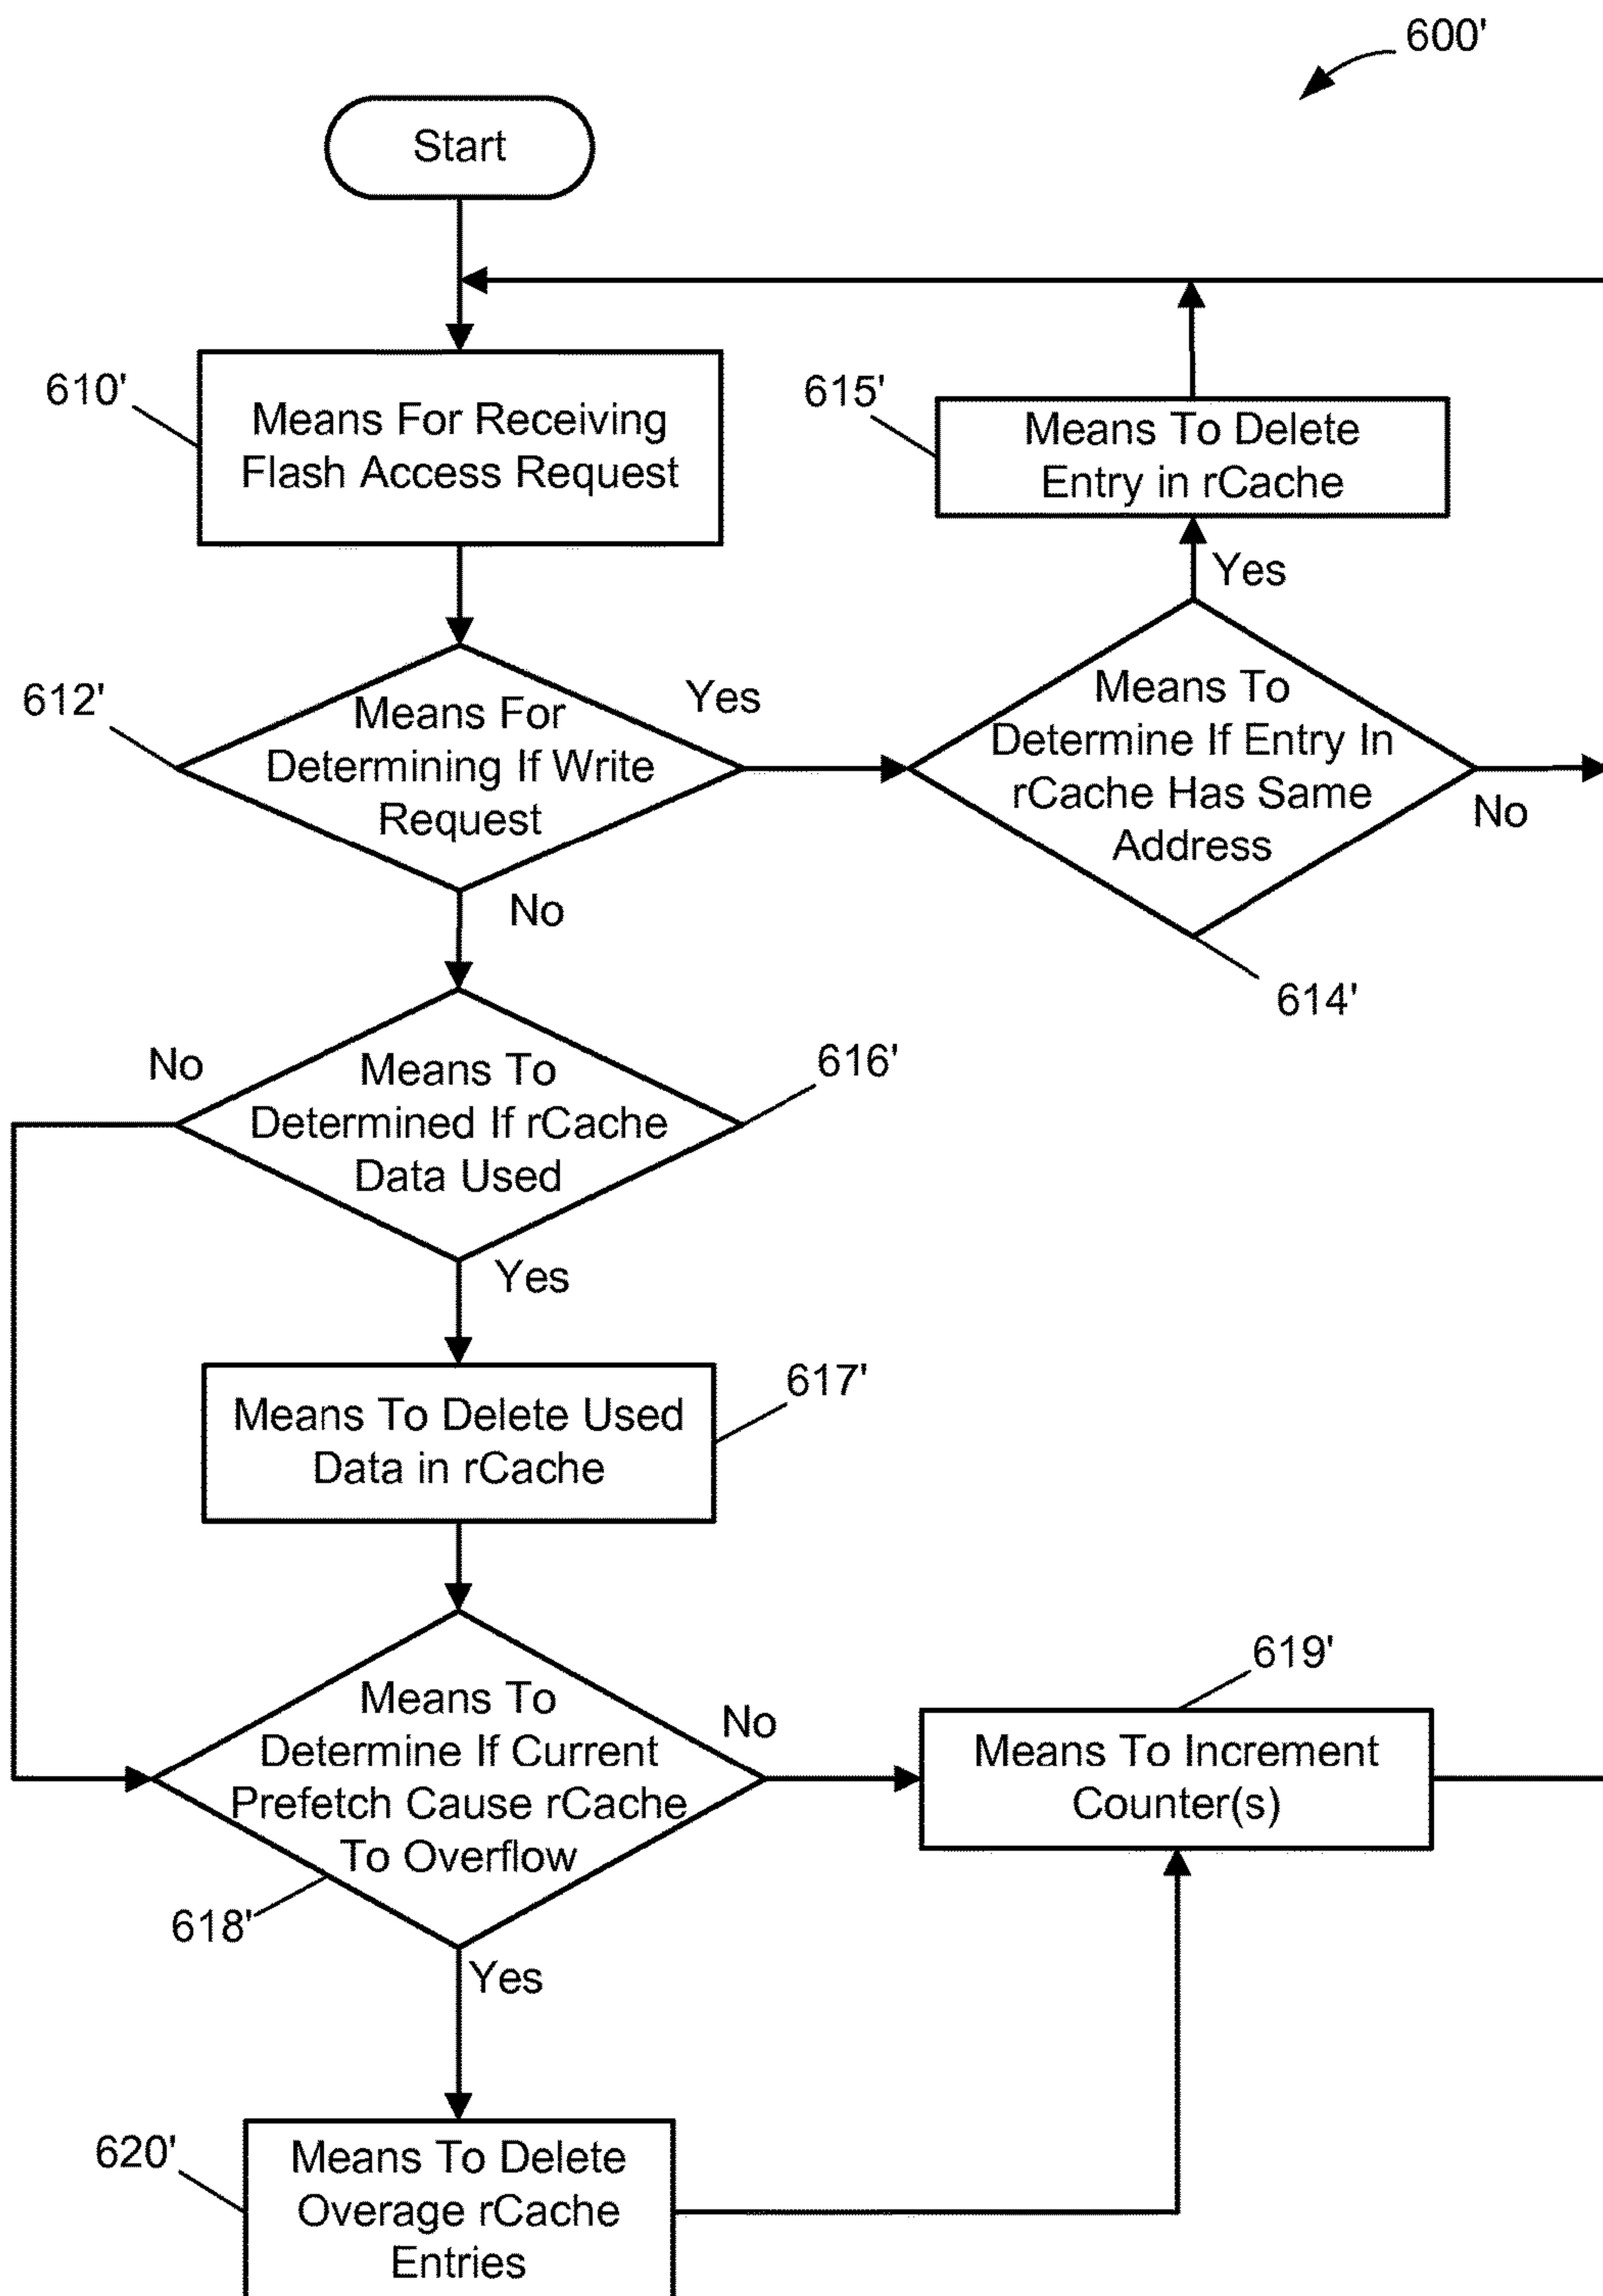 600'
Start
610'
Means For Receiving
Flash Access Request
615'
Means To Delete
Entry in rCache
Yes
612'
Means For
Determining If Write
Request
Yes
No
Means To
Determine If Entry In
rCache Has Same
Address
No
614'
No
Means To
Determined If rCache
Data Used
616'
Yes
Means To Delete Used
Data in rCache
617'
Means To
Determine If Current
Prefetch Cause rCache
To Overflow
No
618'
Yes
619'
Means To Increment
Counter(s)
620'
Means To Delete
Overage rCache
Entries